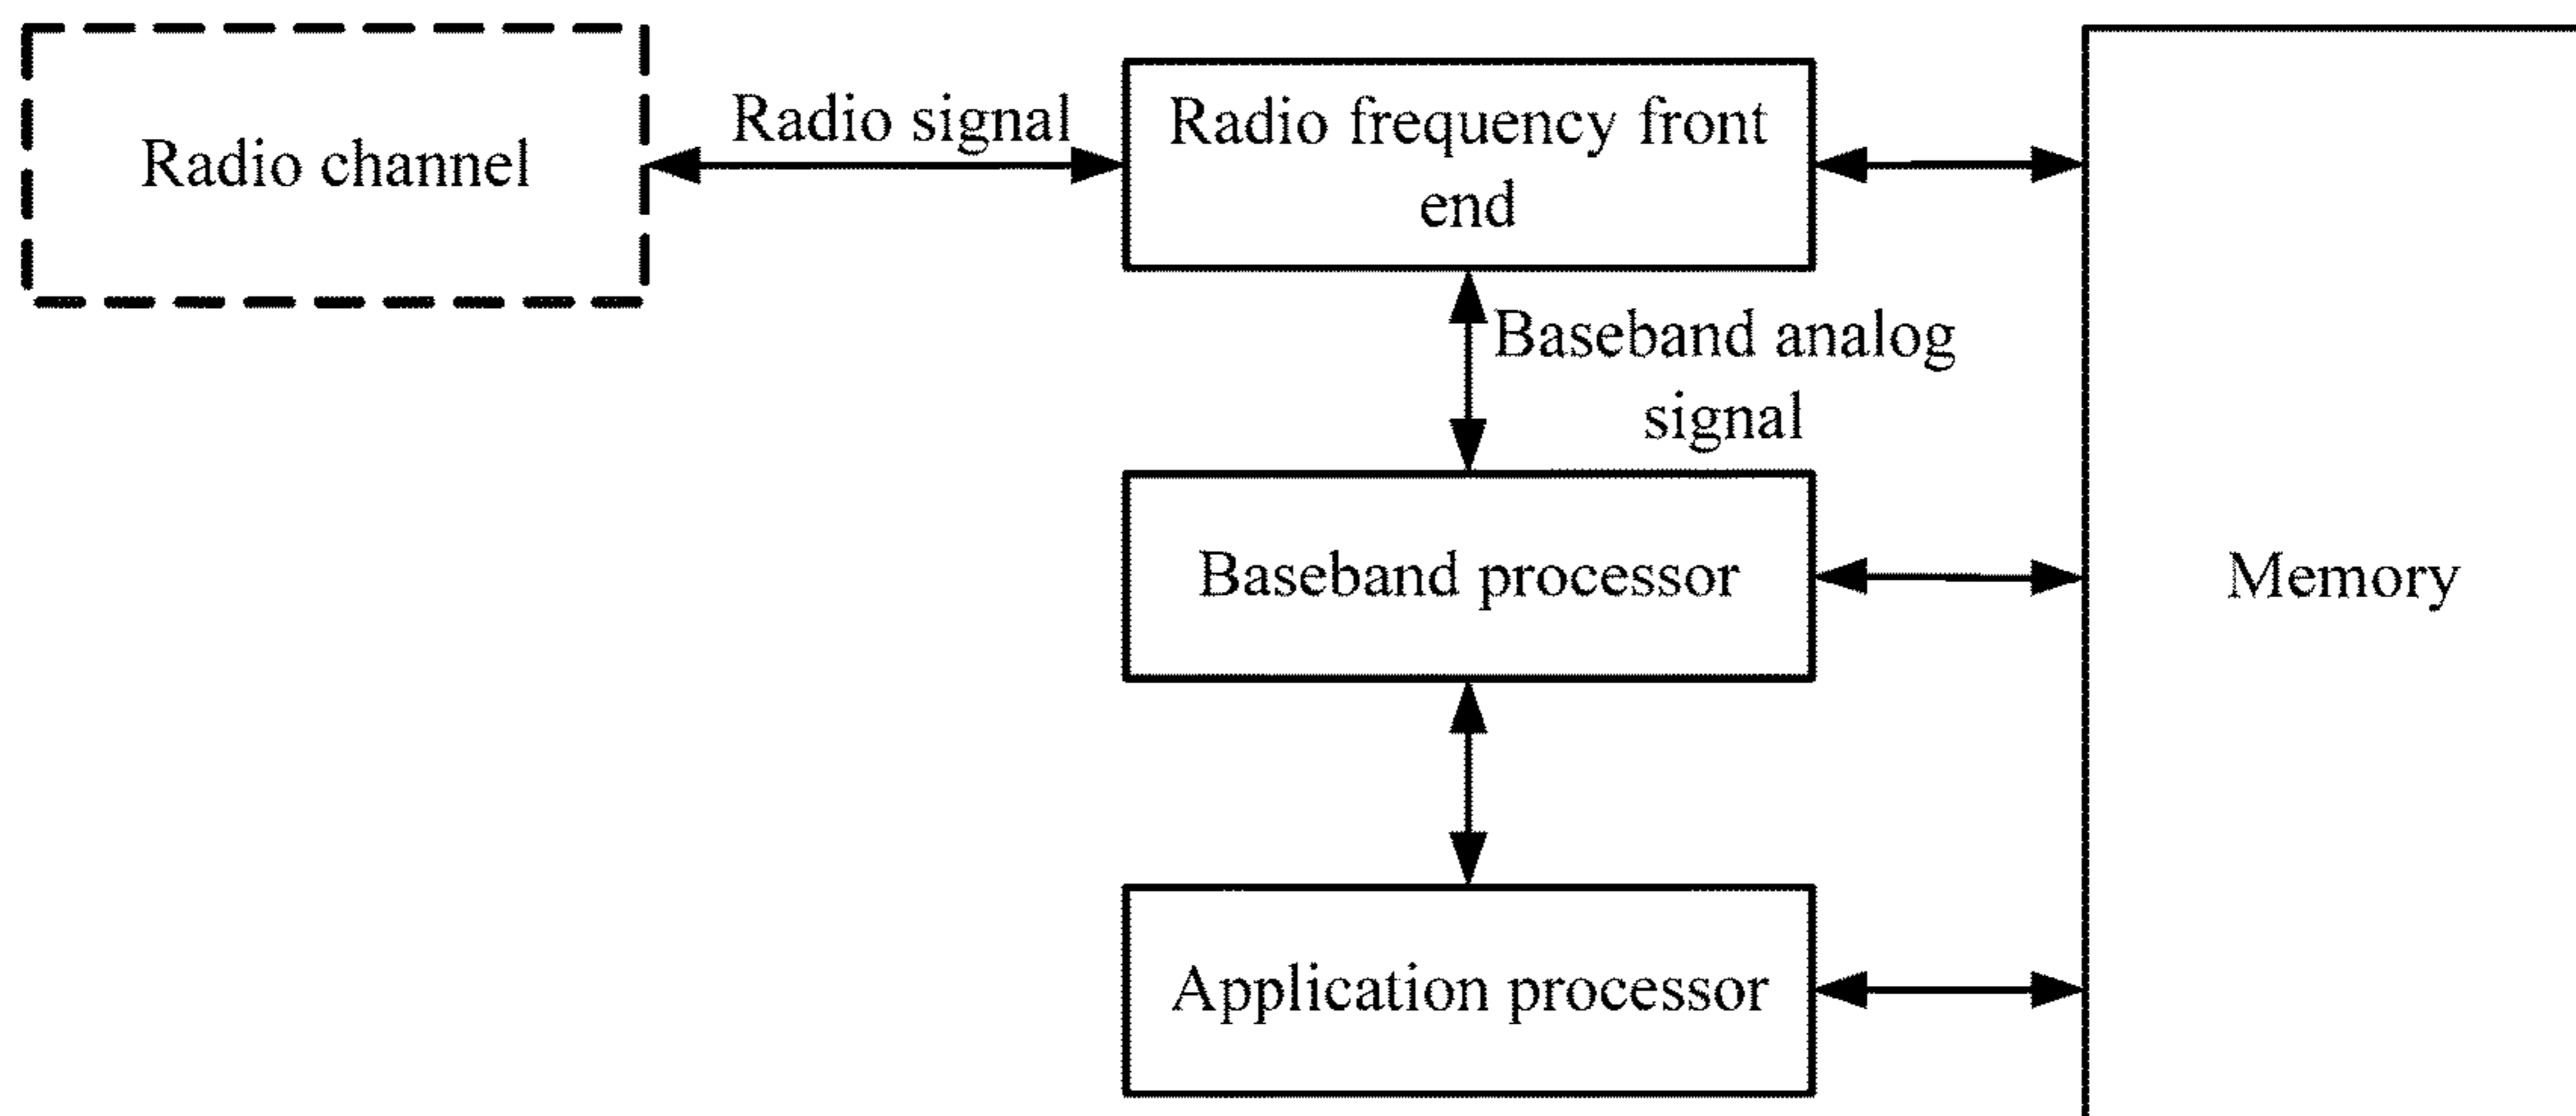 Radio channel
Radio signal
Radio frequency front
end
Baseband analog
signal
Baseband processor
Memory
Application processor